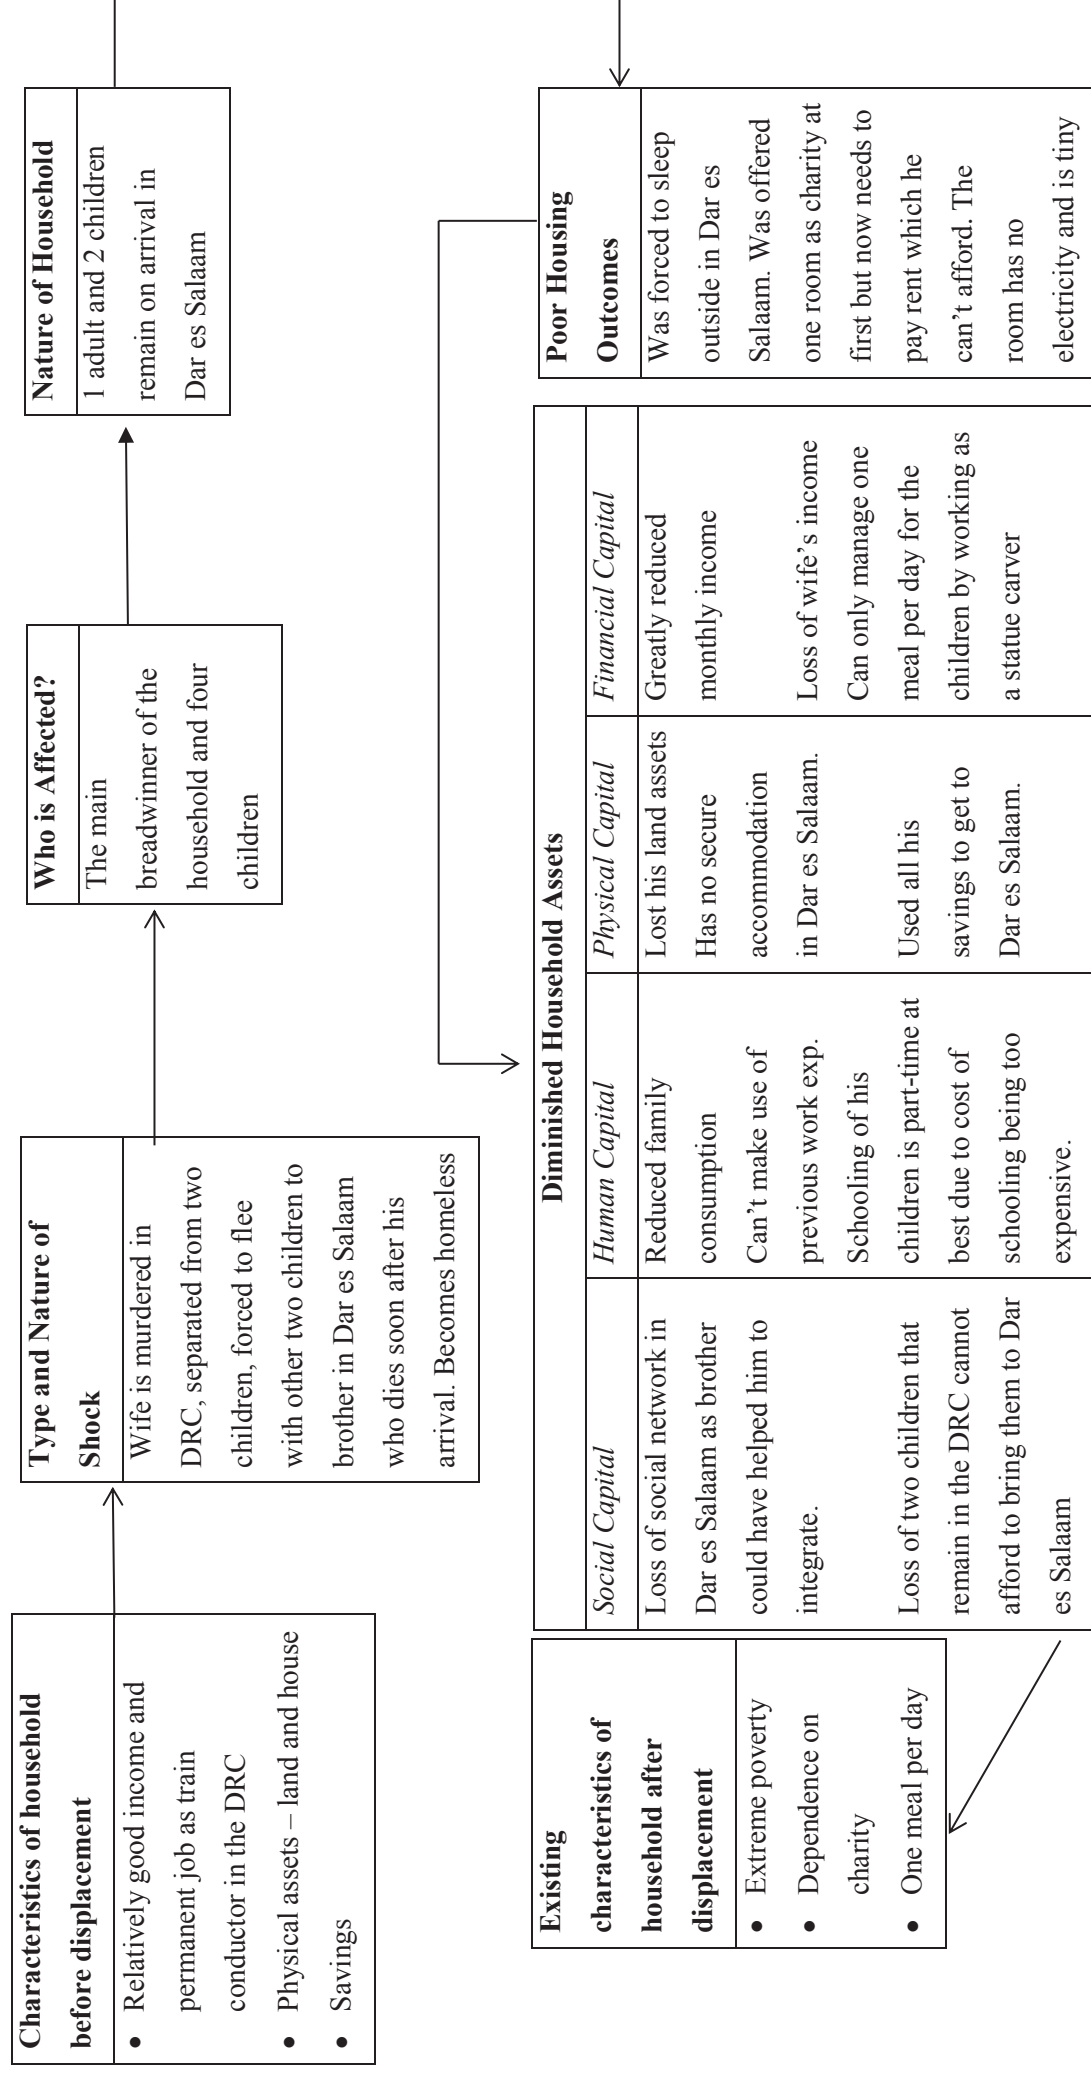 Characteristics of household
before displacement
• Relatively good income and
permanent job as train
conductor in the DRC
• Physical assets – land and house
• Savings
Type and Nature of
Shock
Wife is murdered in
DRC, separated from two
children, forced to flee
with other two children to
brother in Dar es Salaam
who dies soon after his
arrival. Becomes homeless
Who is Affected?
The main
breadwinner of the
household and four
children
Nature of Household
1 adult and 2 children
remain on arrival in
Dar es Salaam
Existing
characteristics of
household after
displacement
• Extreme poverty
• Dependence on
charity
• One meal per day
Diminished Household Assets
Social Capital
Loss of social network in
Dar es Salaam as brother
could have helped him to
integrate.
Loss of two children that
remain in the DRC cannot
afford to bring them to Dar
es Salaam
Human Capital
Reduced family
consumption
Can’t make use of
previous work exp.
Schooling of his
children is part-time at
best due to cost of
schooling being too
expensive.
Physical Capital
Lost his land assets
Has no secure
accommodation
in Dar es Salaam.
Used all his
savings to get to
Dar es Salaam.
Financial Capital
Greatly reduced
monthly income
Loss of wife’s income
Can only manage one
meal per day for the
children by working as
a statue carver
Poor Housing
Outcomes
Was forced to sleep
outside in Dar es
Salaam. Was offered
one room as charity at
first but now needs to
pay rent which he
can’t afford. The
room has no
electricity and is tiny